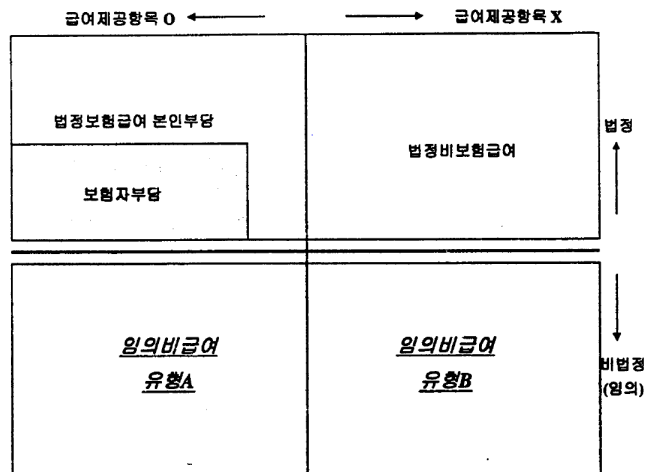 급여제공항목 O
급여제공항목 X
법정보험급여 본인부당
법정비보험급여
법정
보험자부당
임의비급여
유형A
임의비급여
유형B
비법정
(임의)